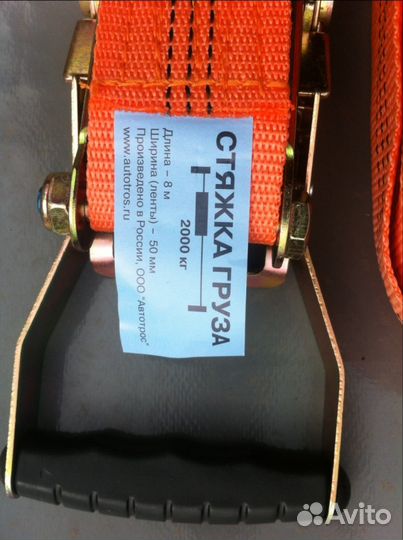 СТЯЖКА ГРУЗА
2000 кг
Длина – 8 м
Ширина (ленты) – 50 мм
Произведено в России, ООО "Автотрос"
www.autotros.ru
Avito